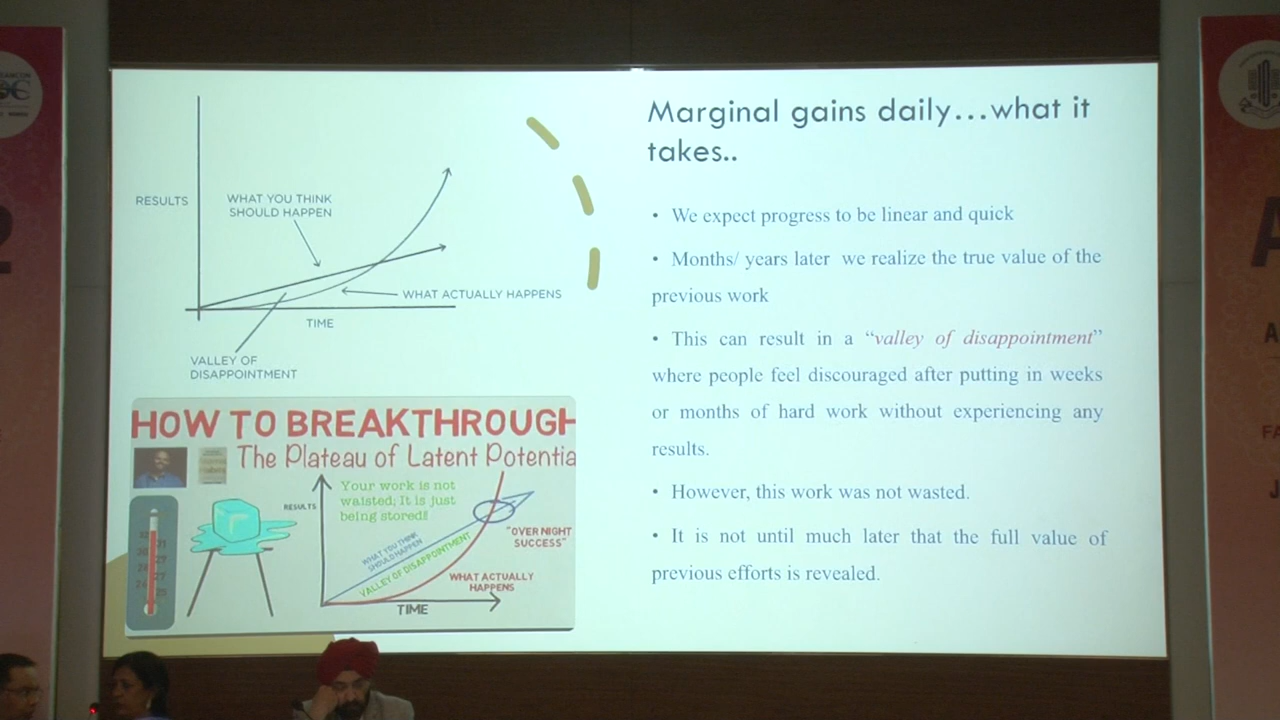 Marginal gains daily...what it
takes..
• We expect progress to be linear and quick
• Months/ years later we realize the true value of the
previous work
• This can result in a “valley of disappointment”
where people feel discouraged after putting in weeks
or months of hard work without experiencing any
results.
• However, this work was not wasted.
• It is not until much later that the full value of
previous efforts is revealed.
RESULTS
WHAT YOU THINK
SHOULD HAPPEN
WHAT ACTUALLY HAPPENS
TIME
VALLEY OF
DISAPPOINTMENT
HOW TO BREAKTHROUGH
The Plateau of Latent Potentia
Your work is not
waisted; It is just
being stored!!
RESULTS
WHAT YOU THINK
SHOULD HAPPEN
VALLEY OF DISAPPOINTMENT
"OVER NIGHT
SUCCESS"
WHAT ACTUALLY
HAPPENS
TIME
2
A
FA
J